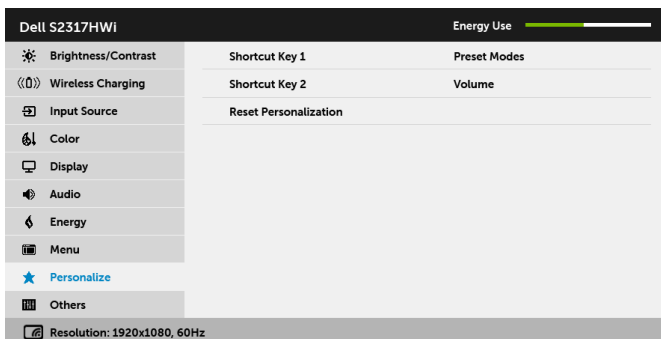 Dell S2317HWi Energy Use
Brightness/Contrast Shortcut Key 1 Preset Modes
Wireless Charging Shortcut Key 2 Volume
Input Source Reset Personalization
Color
Display
Audio
Energy
Menu
Personalize
Others
Resolution: 1920x1080, 60Hz